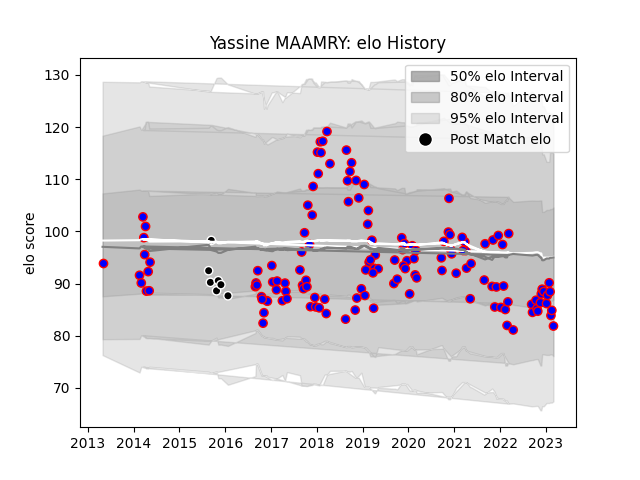 Yassine MAAMRY: elo History
130
120
110
100
90
80
70
elo score
50% elo Interval
80% elo Interval
95% elo Interval
Post Match elo
2013 2014 2015 2016 2017 2018 2019 2020 2021 2022 2023